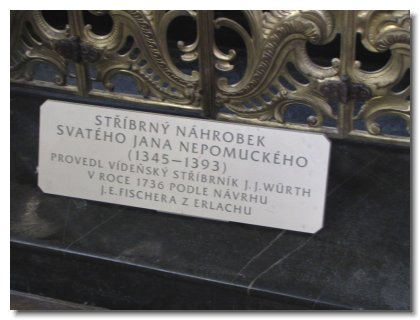 STŘÍBRNÝ NÁHROBEK
SVATÉHO JANA NEPOMUCKÉHO
(1345–1393)
PROVEDL VÍDEŇSKÝ STŘÍBRNÍK J.J.WÜRTH
V ROCE 1736 PODLE NÁVRHU
J.E.FISCHERA Z ERLACHU